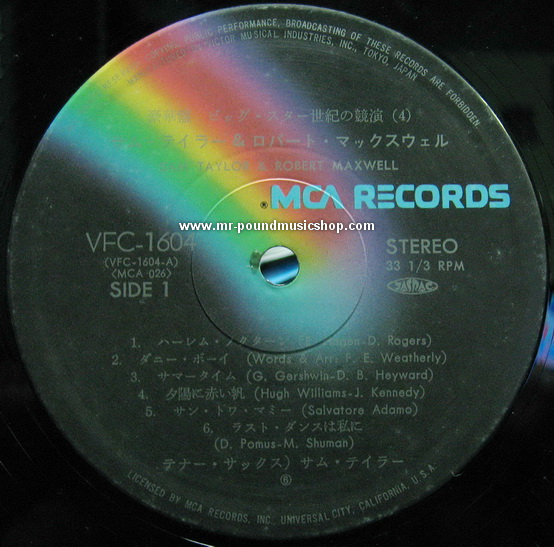 PUBLIC PERFORMANCE, BROADCASTING OF THESE RECORDS ARE FORBIDDEN.
MUSICAL INDUSTRIES, INC., TOKYO, JAPAN
ビッグ・スター世紀の競演 (4)
テイラー & ロバート・マックスウェル
TAYLOR & ROBERT MAXWELL
® MCA RECORDS
www.mr-poundmusicshop.com
VFC-1604
STEREO
(VFC-1604-A)
33 1/3 RPM
(MCA 026)
JASRAC
SIDE 1
1. ハーレム・ノクターン D. Rogers)
2. ダニー・ボーイ (Words & Arr. F. E. Weatherly)
3. サマータイム (G. Gershwin-D. B. Heyward)
4. 夕陽に赤い帆 (Hugh Williams-J. Kennedy)
5. サン・トワ・マミー (Salvatore Adamo)
6. ラスト・ダンスは私に
(D. Pomus-M. Shuman)
テナー・サックス) サム・テイラー
LICENSED BY MCA RECORDS, INC. UNIVERSAL CITY, CALIFORNIA, U.S.A.